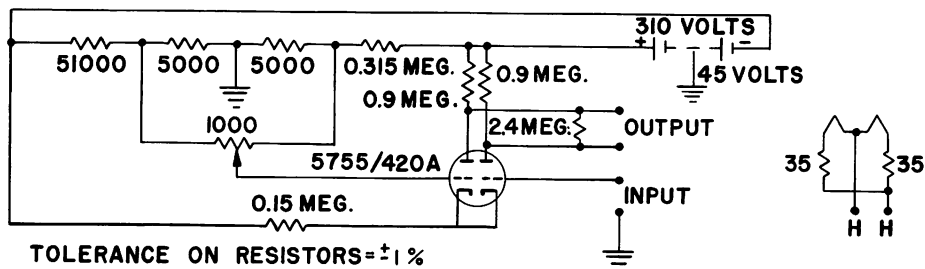 310 VOLTS
+ -
51000 5000 5000 0.315 MEG. 0.9 MEG. 45 VOLTS
0.9 MEG.
1000 2.4 MEG. OUTPUT
5755/420A
35 35
INPUT
0.15 MEG.
H H
TOLERANCE ON RESISTORS=±1%